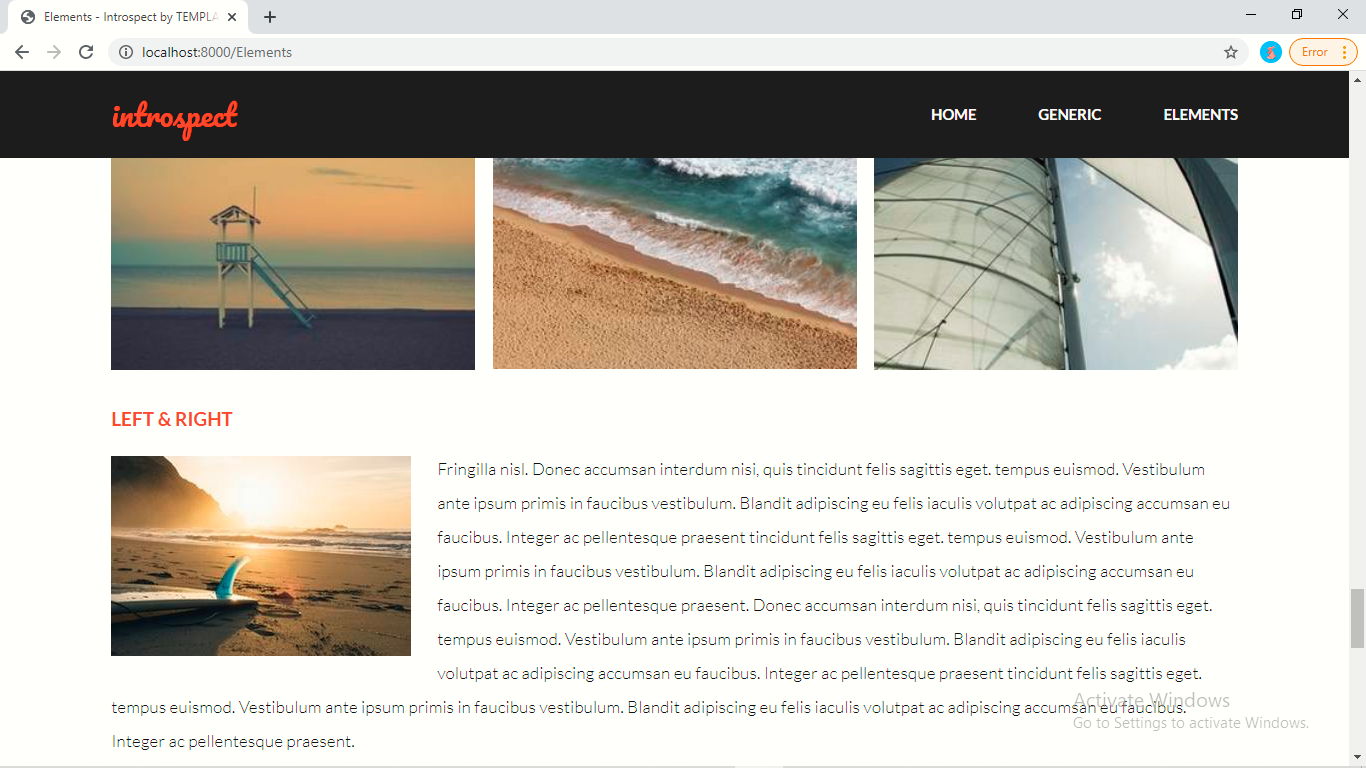 Elements - Introspect by TEMPLA
localhost:8000/Elements
Error
introspect
HOME
GENERIC
ELEMENTS
LEFT & RIGHT
Fringilla nisl. Donec accumsan interdum nisi, quis tincidunt felis sagittis eget. tempus euismod. Vestibulum
ante ipsum primis in faucibus vestibulum. Blandit adipiscing eu felis iaculis volutpat ac adipiscing accumsan eu
faucibus. Integer ac pellentesque praesent tincidunt felis sagittis eget. tempus euismod. Vestibulum ante
ipsum primis in faucibus vestibulum. Blandit adipiscing eu felis iaculis volutpat ac adipiscing accumsan eu
faucibus. Integer ac pellentesque praesent. Donec accumsan interdum nisi, quis tincidunt felis sagittis eget.
tempus euismod. Vestibulum ante ipsum primis in faucibus vestibulum. Blandit adipiscing eu felis iaculis
volutpat ac adipiscing accumsan eu faucibus. Integer ac pellentesque praesent tincidunt felis sagittis eget.
tempus euismod. Vestibulum ante ipsum primis in faucibus vestibulum. Blandit adipiscing eu felis iaculis volutpat ac adipiscing accumsan eu faucibus.
Integer ac pellentesque praesent.
Activate Windows
Go to Settings to activate Windows.